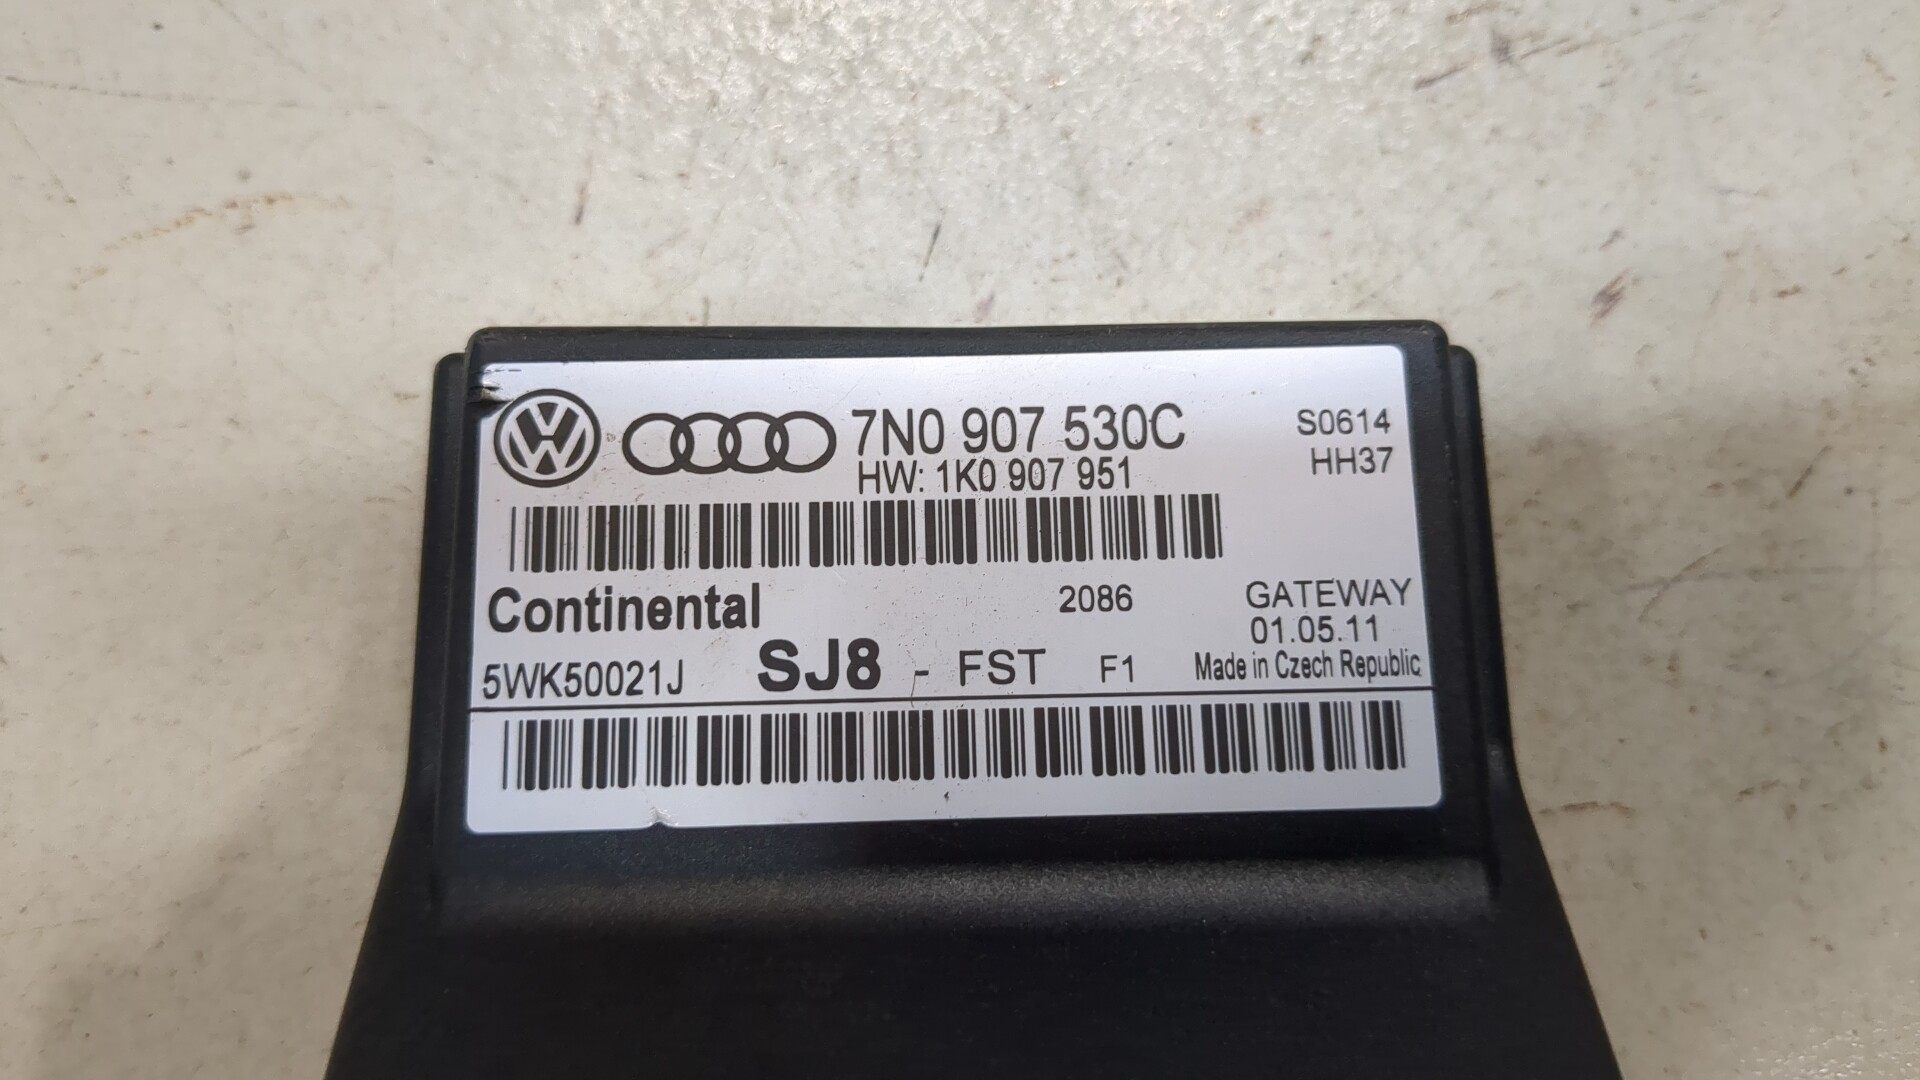 7N0 907 530C
HW: 1K0 907 951
S0614
HH37
Continental
2086
GATEWAY
01.05.11
5WK50021J SJ8 - FST F1 Made in Czech Republic